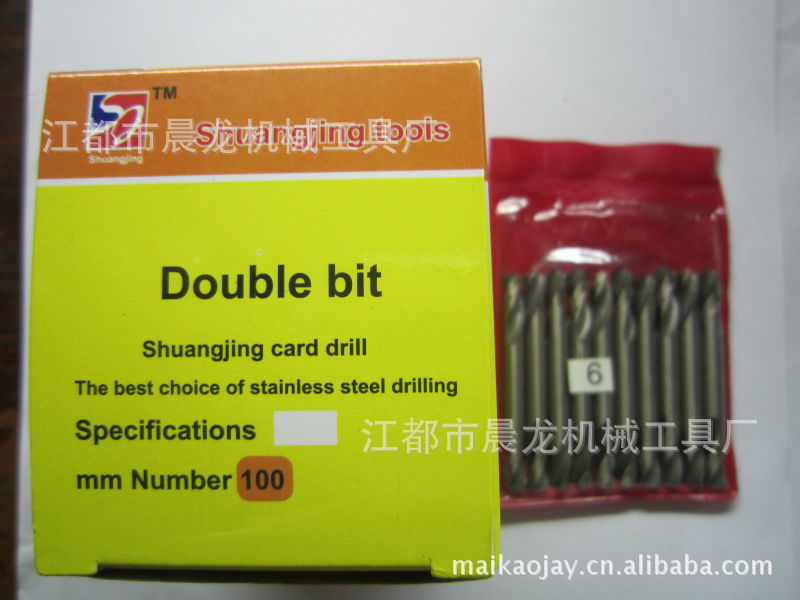 TM
江都市晨龙机械工具厂
Shuangjing tools
Shuangjing
Double bit
Shuangjing card drill
The best choice of stainless steel drilling
Specifications
mm Number 100
6
江都市晨龙机械工具厂
maikaojay.cn.alibaba.com